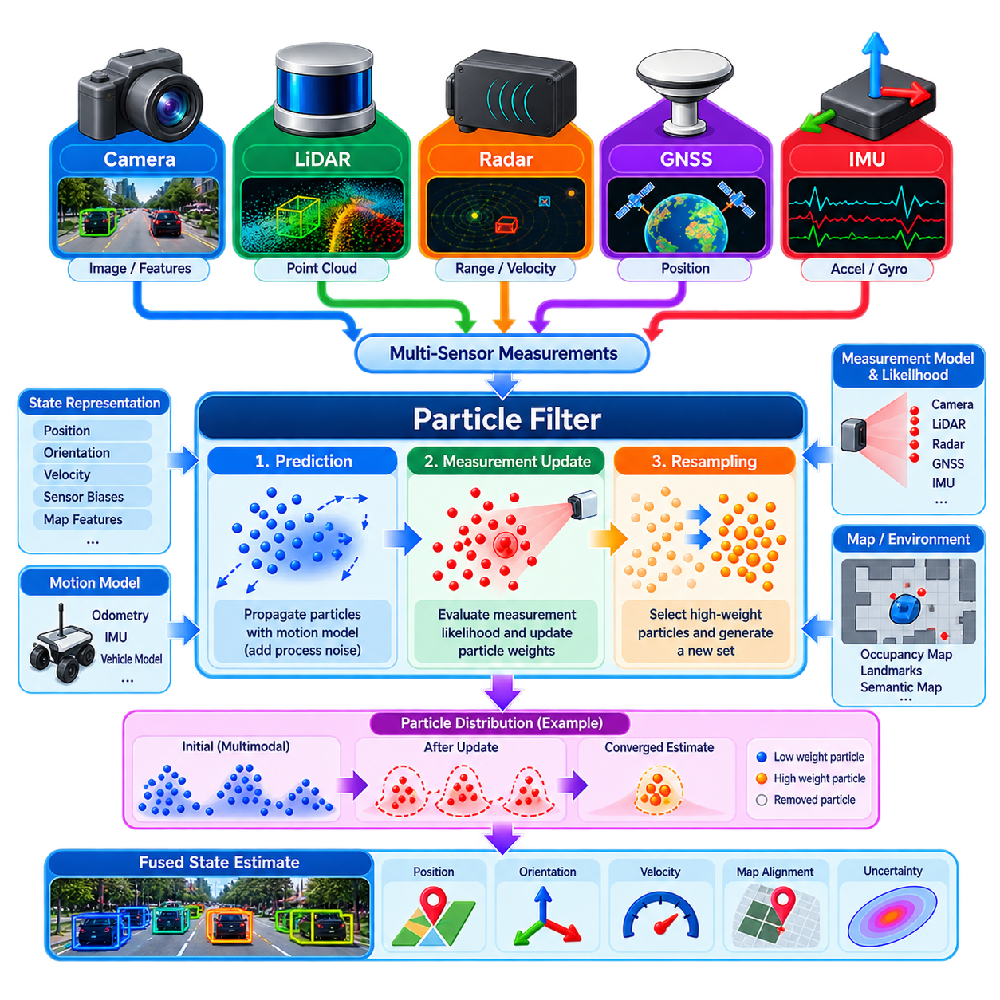 Camera
LiDAR
Radar
GNSS
IMU
Image / Features
Point Cloud
Range / Velocity
Position
Accel / Gyro
Multi-Sensor Measurements
State Representation
Position
Orientation
Velocity
Sensor Biases
Map Features
...
Motion Model
Odometry
IMU
Vehicle Model
...
Particle Filter
1. Prediction
Propagate particles
with motion model
(add process noise)
2. Measurement Update
Evaluate measurement
likelihood and update
particle weights
3. Resampling
Select high-weight
particles and generate
a new set
Measurement Model
& Likelihood
Camera
LiDAR
Radar
GNSS
IMU
...
Map / Environment
Occupancy Map
Landmarks
Semantic Map
...
Particle Distribution (Example)
Initial (Multimodal)
After Update
Converged Estimate
Low weight particle
High weight particle
Removed particle
Fused State Estimate
Position
Orientation
Velocity
Map Alignment
Uncertainty